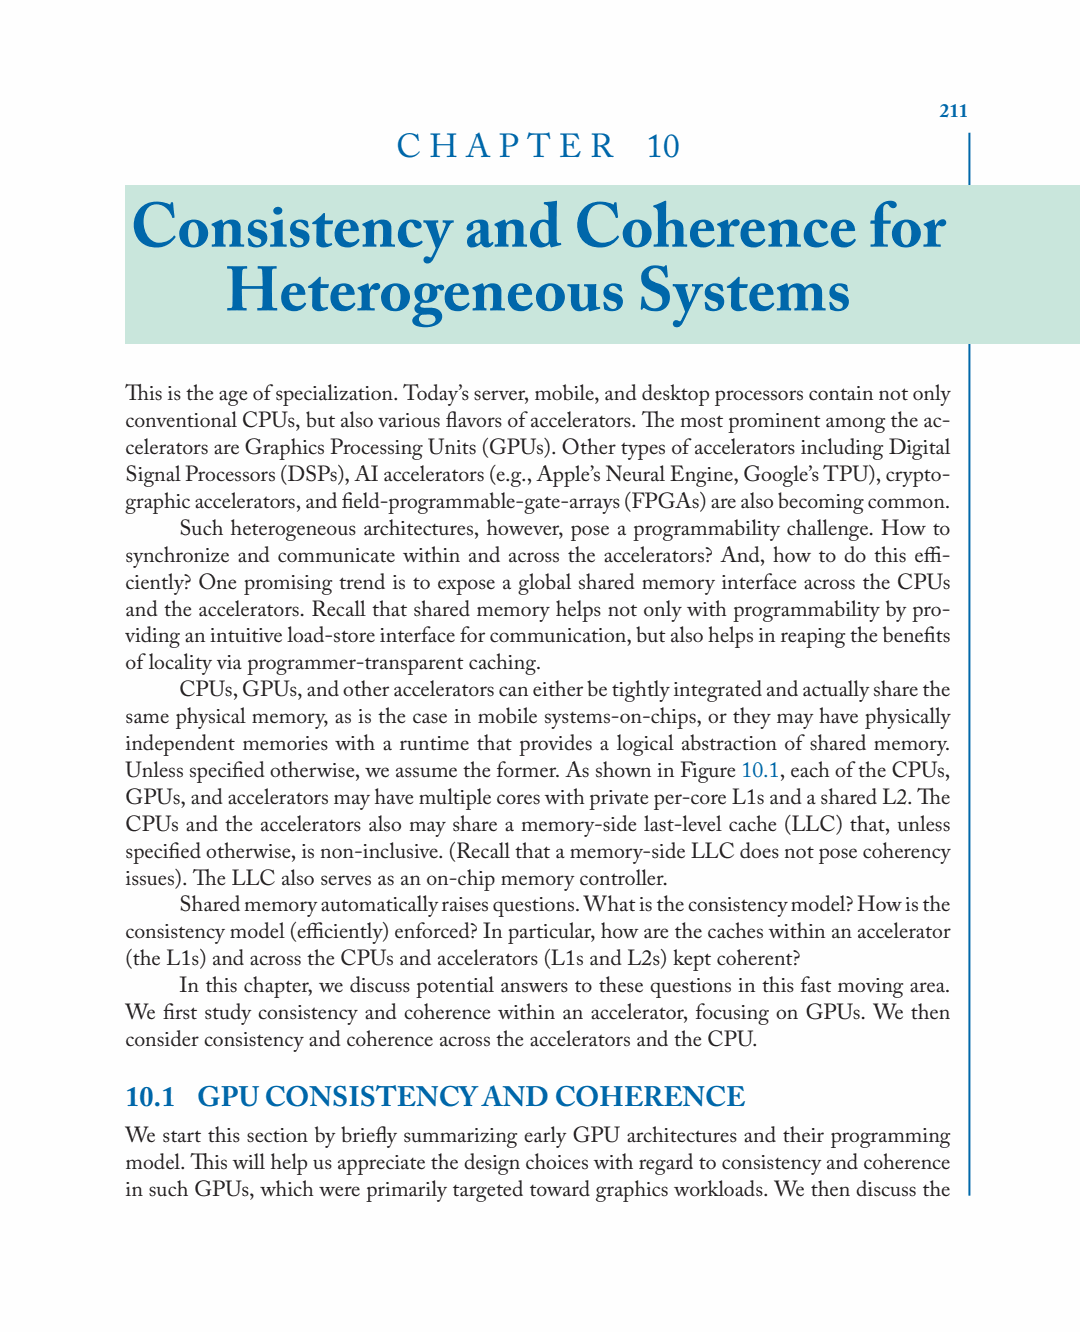 211
CHAPTER 10
Consistency and Coherence for
Heterogeneous Systems
This is the age of specialization. Today's server, mobile, and desktop processors contain not only
conventional CPUs, but also various flavors of accelerators. The most prominent among the ac-
celerators are Graphics Processing Units (GPUs). Other types of accelerators including Digital
Signal Processors (DSPs), AI accelerators (e.g., Apple's Neural Engine, Google's TPU), crypto-
graphic accelerators, and field-programmable-gate-arrays (FPGAs) are also becoming common.
Such heterogeneous architectures, however, pose a programmability challenge. How to
synchronize and communicate within and across the accelerators? And, how to do this effi-
ciently? One promising trend is to expose a global shared memory interface across the CPUs
and the accelerators. Recall that shared memory helps not only with programmability by pro-
viding an intuitive load-store interface for communication, but also helps in reaping the benefits
of locality via programmer-transparent caching.
CPUs, GPUs, and other accelerators can either be tightly integrated and actually share the
same physical memory, as is the case in mobile systems-on-chips, or they may have physically
independent memories with a runtime that provides a logical abstraction of shared memory.
Unless specified otherwise, we assume the former. As shown in Figure 10.1, each of the CPUs,
GPUs, and accelerators may have multiple cores with private per-core L1s and a shared L2. The
CPUs and the accelerators also may share a memory-side last-level cache (LLC) that, unless
specified otherwise, is non-inclusive. (Recall that a memory-side LLC does not pose coherency
issues). The LLC also serves as an on-chip memory controller.
Shared memory automatically raises questions. What is the consistency model? How is the
consistency model (efficiently) enforced? In particular, how are the caches within an accelerator
(the L1s) and across the CPUs and accelerators (L1s and L2s) kept coherent?
In this chapter, we discuss potential answers to these questions in this fast moving area.
We first study consistency and coherence within an accelerator, focusing on GPUs. We then
consider consistency and coherence across the accelerators and the CPU.
10.1 GPU CONSISTENCY AND COHERENCE
We start this section by briefly summarizing early GPU architectures and their programming
model. This will help us appreciate the design choices with regard to consistency and coherence
in such GPUs, which were primarily targeted toward graphics workloads. We then discuss the